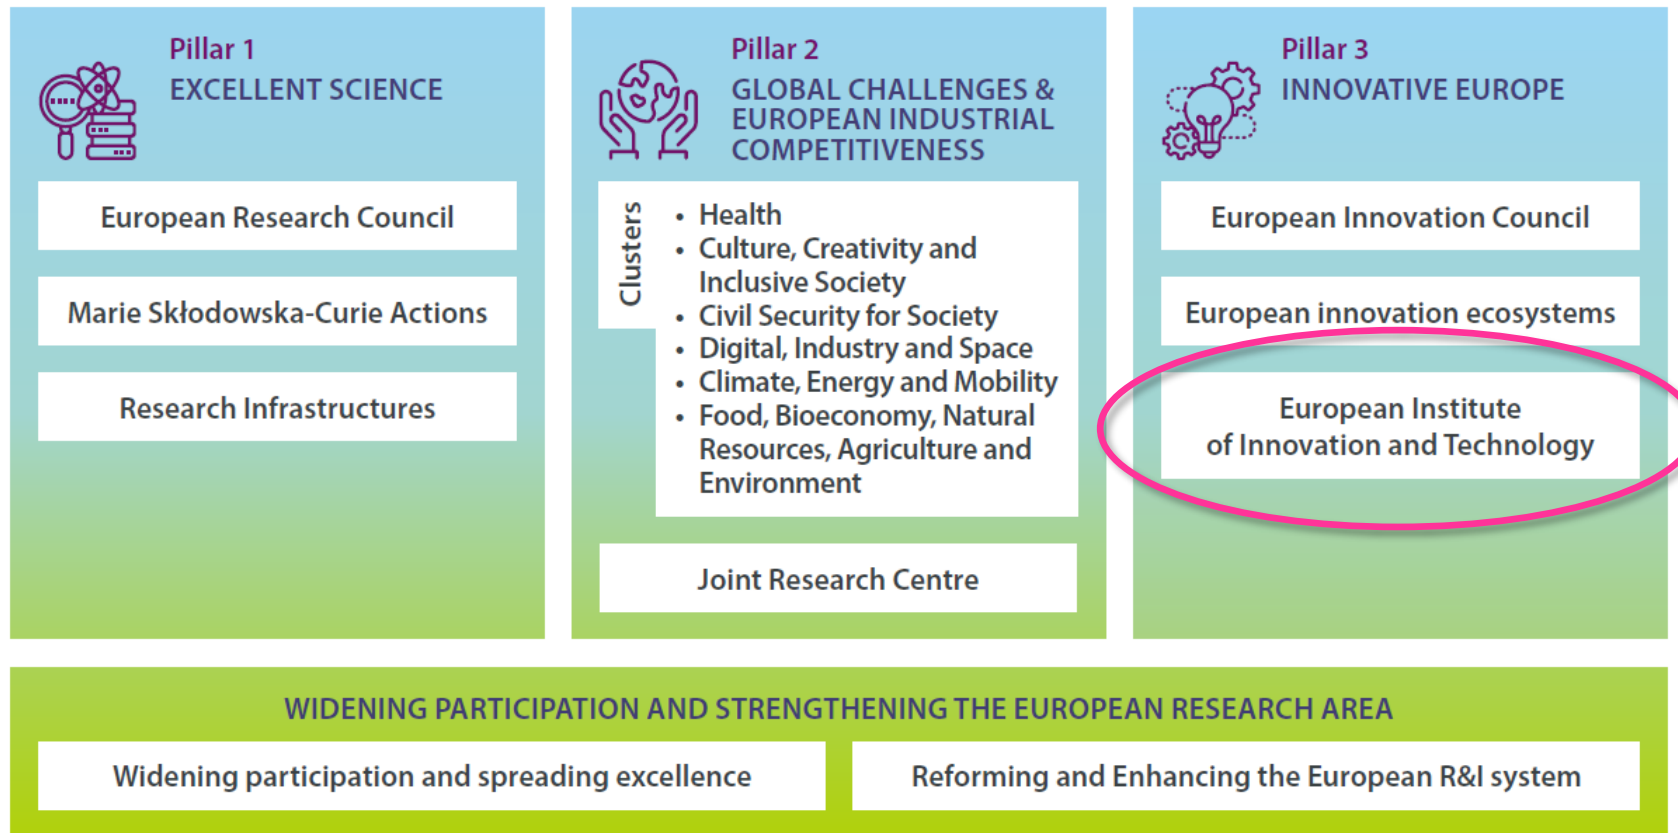 Pillar 1
EXCELLENT SCIENCE
European Research Council
Marie Skłodowska-Curie Actions
Research Infrastructures
Pillar 2
GLOBAL CHALLENGES &
EUROPEAN INDUSTRIAL
COMPETITIVENESS
Clusters
• Health
• Culture, Creativity and
Inclusive Society
• Civil Security for Society
• Digital, Industry and Space
• Climate, Energy and Mobility
• Food, Bioeconomy, Natural
Resources, Agriculture and
Environment
Joint Research Centre
Pillar 3
INNOVATIVE EUROPE
European Innovation Council
European innovation ecosystems
European Institute
of Innovation and Technology
WIDENING PARTICIPATION AND STRENGTHENING THE EUROPEAN RESEARCH AREA
Widening participation and spreading excellence
Reforming and Enhancing the European R&I system